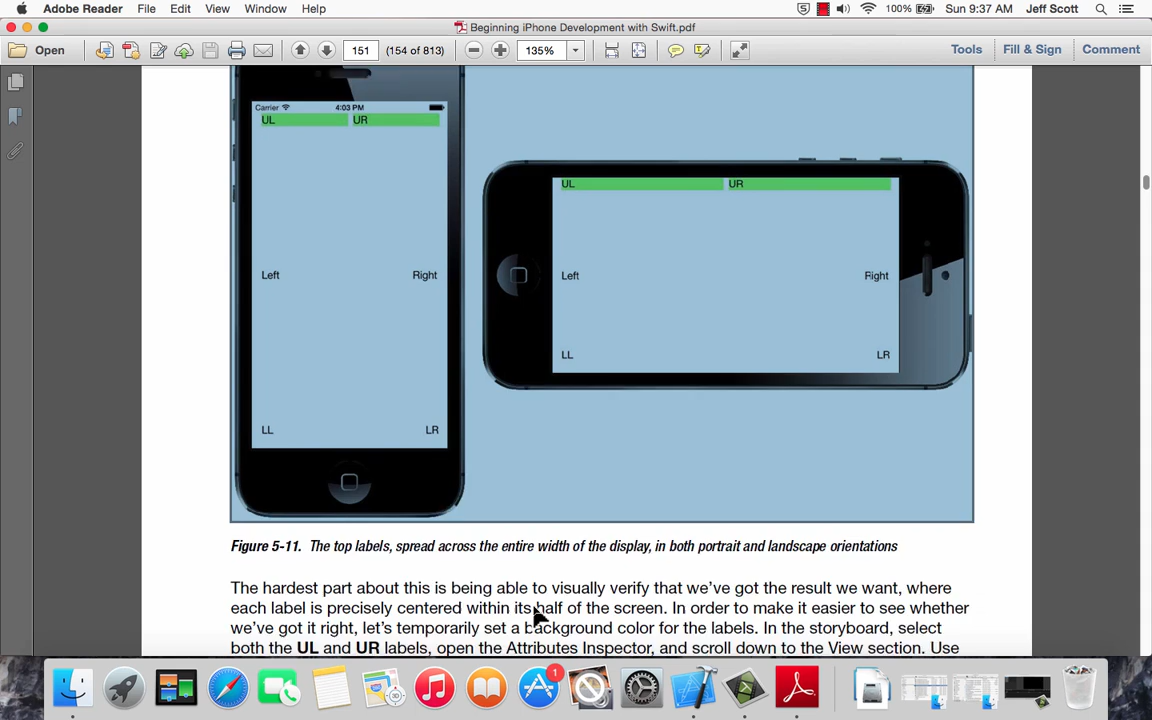 Adobe Reader File Edit View Window Help 100% Sun 9:37 AM Jeff Scott
Beginning iPhone Development with Swift.pdf
Open 151 (154 of 813) 135% Tools Fill & Sign Comment
Carrier 4:03 PM
UL UR
UL UR
Left Right
Left Right
LL LR
LL LR
Figure 5-11. The top labels, spread across the entire width of the display, in both portrait and landscape orientations
The hardest part about this is being able to visually verify that we’ve got the result we want, where
each label is precisely centered within its half of the screen. In order to make it easier to see whether
we’ve got it right, let’s temporarily set a background color for the labels. In the storyboard, select
both the UL and UR labels, open the Attributes Inspector, and scroll down to the View section. Use
30
1